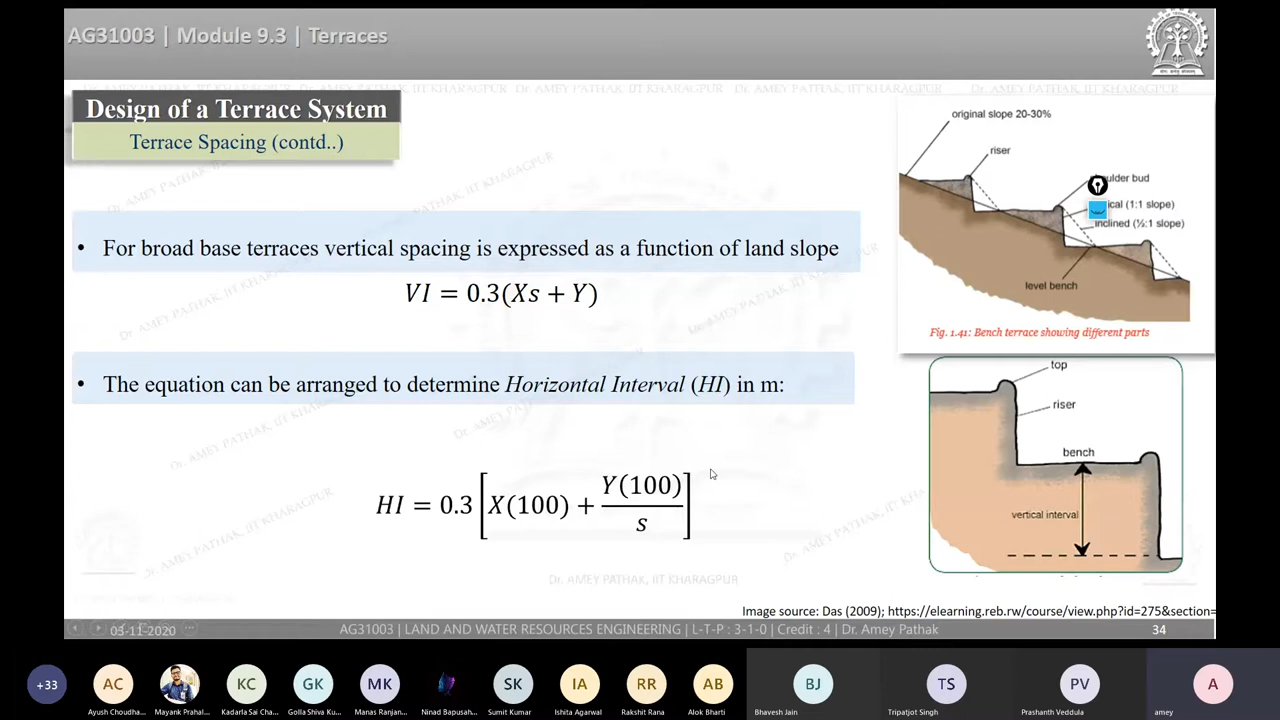 AG31003 | Module 9.3 | Terraces
Dr. AMEY PATHAK, IIT KHARAGPUR
Design of a Terrace System
Terrace Spacing (contd..)
• For broad base terraces vertical spacing is expressed as a function of land slope
VI = 0.3(Xs + Y)
• The equation can be arranged to determine Horizontal Interval (HI) in m:
HI = 0.3 [X(100) + Y(100)/s]
original slope 20-30%
riser
bud
(1:1 slope)
inclined (½:1 slope)
level bench
Fig. 1.41: Bench terrace showing different parts
top
riser
bench
vertical interval
Dr. AMEY PATHAK, IIT KHARAGPUR
Image source: Das (2009); https://elearning.reb.rw/course/view.php?id=275&section=
03-11-2020
AG31003 | LAND AND WATER RESOURCES ENGINEERING | L-T-P : 3-1-0 | Credit : 4 | Dr. Amey Pathak
34
+33
AC
KC
GK
MK
SK
IA
RR
AB
BJ
TS
PV
A
Ayush Choudha...
Mayank Prahal...
Kadarla Sai Cha...
Golla Shiva Ku...
Manas Ranjan...
Ninad Bapusah...
Sumit Kumar
Ishita Agarwal
Rakshit Rana
Alok Bharti
Bhavesh Jain
Tripatjot Singh
Prashanth Veddula
amey